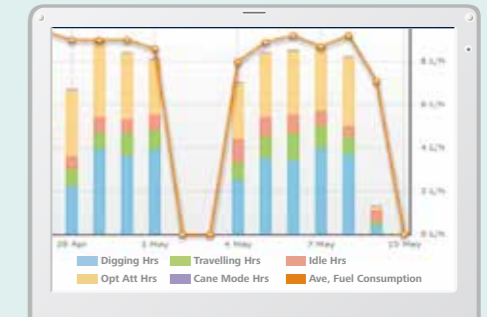 8 L/h
6 L/h
4 L/h
2 L/h
0 L/h
28 Apr 1 May 4 May 7 May 10 May
Digging Hrs Travelling Hrs Idle Hrs
Opt Att Hrs Cane Mode Hrs Ave, Fuel Consumption